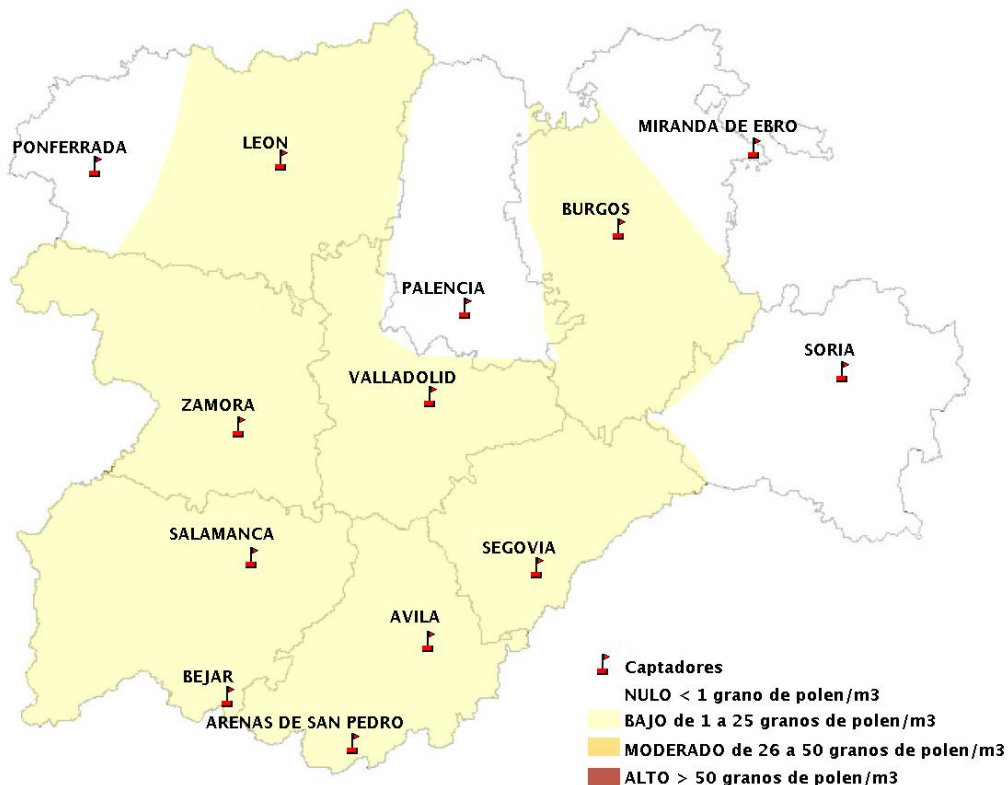 MIRANDA DE EBRO
PONFERRADA
LEON
BURGOS
PALENCIA
SORIA
VALLADOLID
ZAMORA
SALAMANCA
SEGOVIA
AVILA
BEJAR
ARENAS DE SAN PEDRO
Captadores
NULO < 1 grano de polen/m3
BAJO de 1 a 25 granos de polen/m3
MODERADO de 26 a 50 granos de polen/m3
ALTO > 50 granos de polen/m3